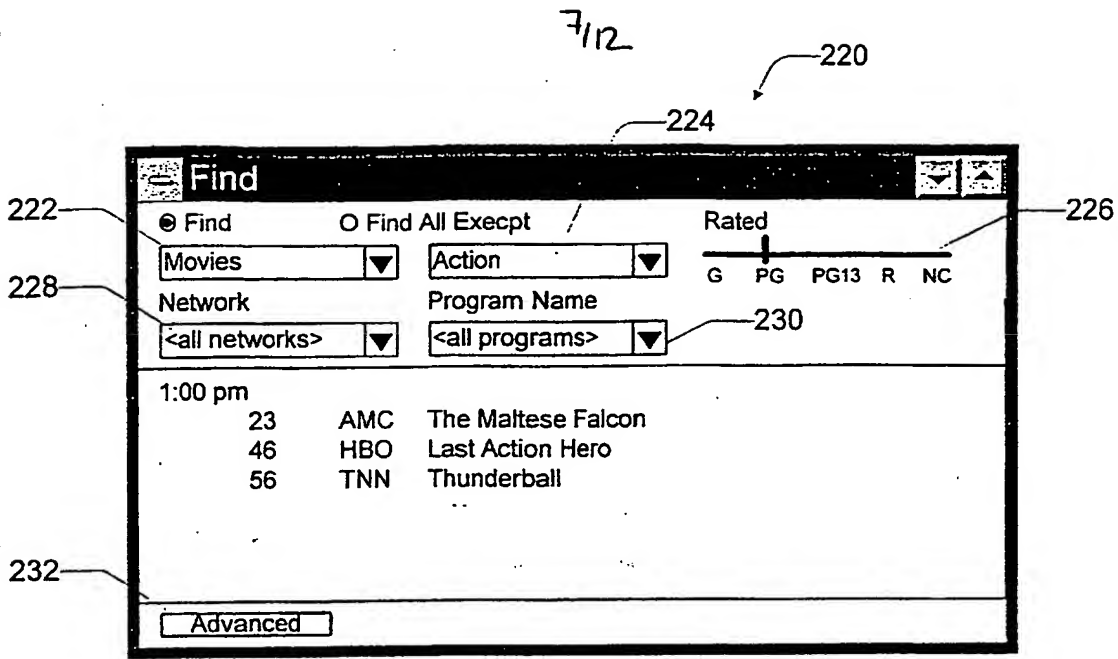 7/12
220
224
Find
222
Find
Find All Execpt
Rated
226
Movies
Action
G PG PG13 R NC
228
Network
Program Name
230
<all networks>
<all programs>
1:00 pm
23 AMC The Maltese Falcon
46 HBO Last Action Hero
56 TNN Thunderball
232
Advanced